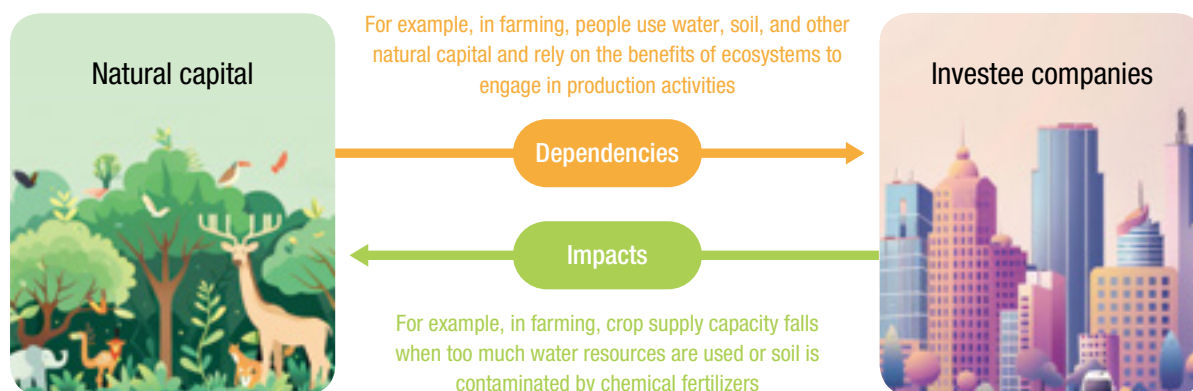 For example, in farming, people use water, soil, and other
natural capital and rely on the benefits of ecosystems to
engage in production activities
Natural capital
Investee companies
Dependencies
Impacts
For example, in farming, crop supply capacity falls
when too much water resources are used or soil is
contaminated by chemical fertilizers